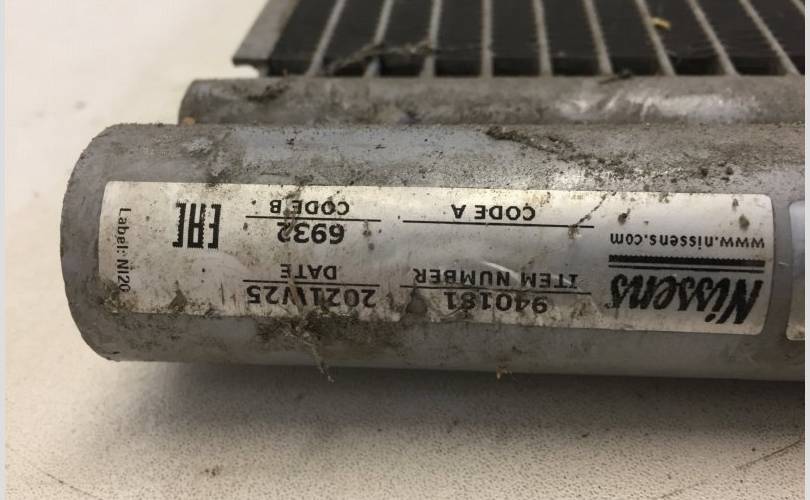 Nissens
www.nissens.com
940181
ITEM NUMBER
CODE A
2021W25
DATE
6932
CODE B
EAC
Label: NI20